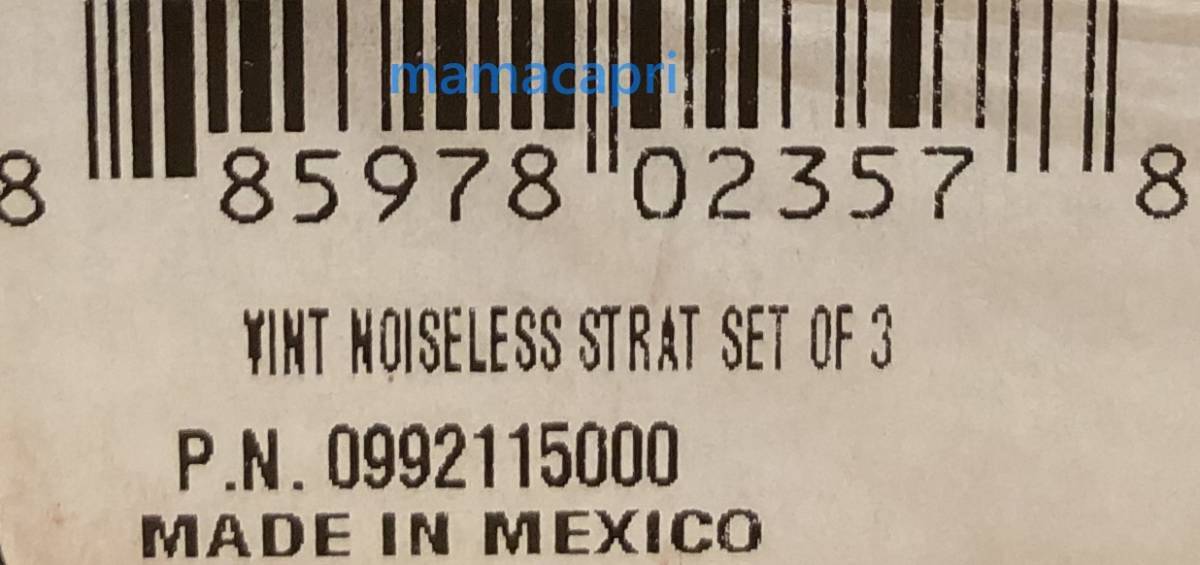 mamacapri
8 85978 02357 8
VINT NOISELESS STRAT SET OF 3
P.N. 0992115000
MADE IN MEXICO